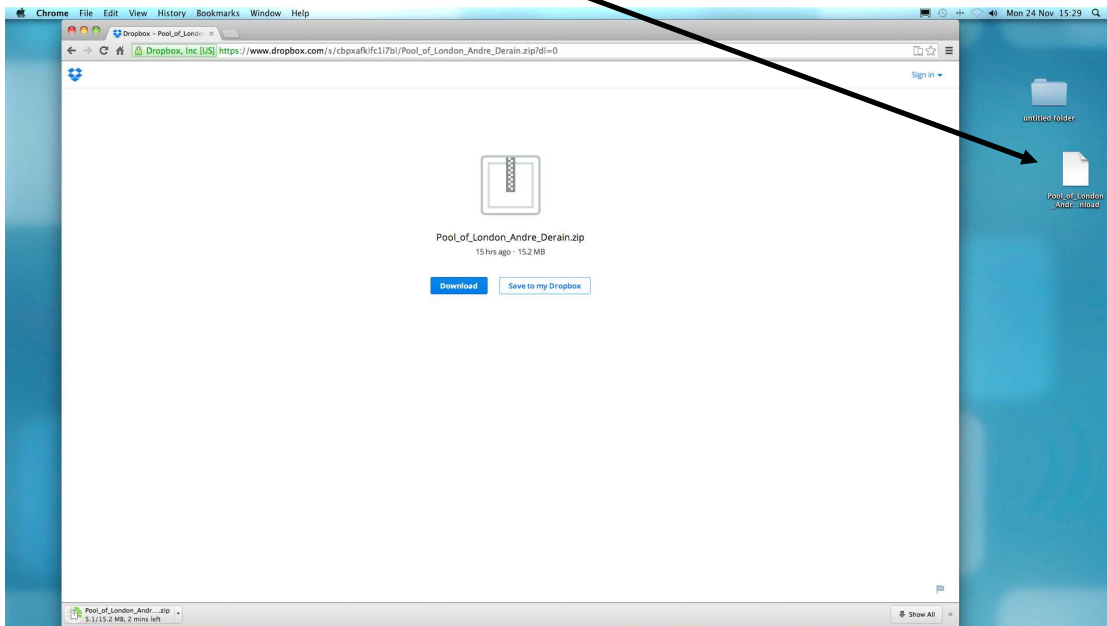 Chrome File Edit View History Bookmarks Window Help
Mon 24 Nov 15:29
Dropbox - Pool_of_Londo
Dropbox, Inc [US] https://www.dropbox.com/s/cbpxafkifc1i7bl/Pool_of_London_Andre_Derain.zip?dl=0
Sign in
untitled folder
Pool_of_London
_Andr...nload
Pool_of_London_Andre_Derain.zip
15 hrs ago · 15.2 MB
Download Save to my Dropbox
Pool_of_London_Andr....zip
5.1/15.2 MB, 2 mins left
Show All